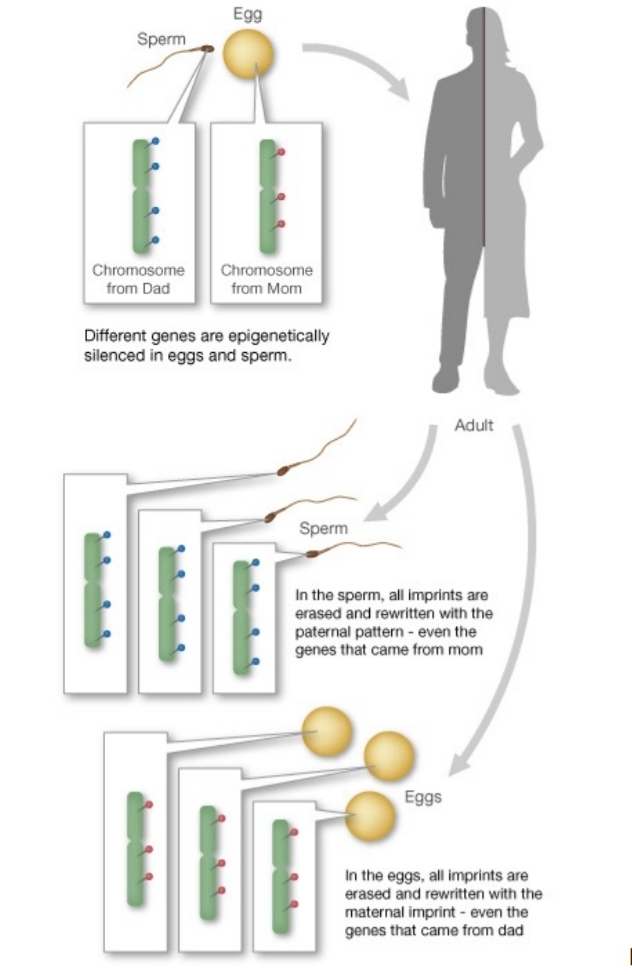 Egg
Sperm
Chromosome
from Dad
Chromosome
from Mom
Different genes are epigenetically
silenced in eggs and sperm.
Adult
Sperm
In the sperm, all imprints are
erased and rewritten with the
paternal pattern - even the
genes that came from mom
Eggs
In the eggs, all imprints are
erased and rewritten with the
maternal imprint - even the
genes that came from dad